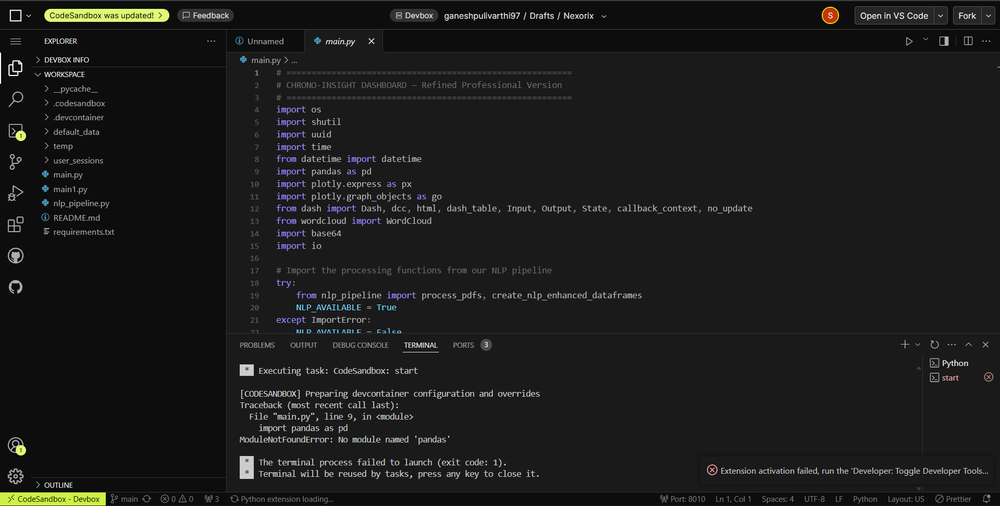 CodeSandbox was updated!
Feedback
Devbox
ganeshpulivarthi97 / Drafts / Nexorix
S
Open in VS Code
Fork
EXPLORER
Unnamed
main.py
DEVBOX INFO
WORKSPACE
__pycache__
.codesandbox
.devcontainer
default_data
temp
user_sessions
main.py
main1.py
nlp_pipeline.py
README.md
requirements.txt
OUTLINE
1
1
main.py > ...
1 # =========================================================
2 # CHRONO-INSIGHT DASHBOARD — Refined Professional Version
3 # =========================================================
4 import os
5 import shutil
6 import uuid
7 import time
8 from datetime import datetime
9 import pandas as pd
10 import plotly.express as px
11 import plotly.graph_objects as go
12 from dash import Dash, dcc, html, dash_table, Input, Output, State, callback_context, no_update
13 from wordcloud import WordCloud
14 import base64
15 import io
16
17 # Import the processing functions from our NLP pipeline
18 try:
19 from nlp_pipeline import process_pdfs, create_nlp_enhanced_dataframes
20 NLP_AVAILABLE = True
21 except ImportError:
22 NLP_AVAILABLE = False
PROBLEMS
OUTPUT
DEBUG CONSOLE
TERMINAL
PORTS 3
* Executing task: CodeSandbox: start
[CODESANDBOX] Preparing devcontainer configuration and overrides
Traceback (most recent call last):
File "main.py", line 9, in <module>
import pandas as pd
ModuleNotFoundError: No module named 'pandas'
* The terminal process failed to launch (exit code: 1).
* Terminal will be reused by tasks, press any key to close it.
Python
start
Extension activation failed, run the 'Developer: Toggle Developer Tools...
CodeSandbox - Devbox
main
0
0
3
Python extension loading...
Port: 8010
Ln 1, Col 1
Spaces: 4
UTF-8
LF
Python
Layout: US
Prettier